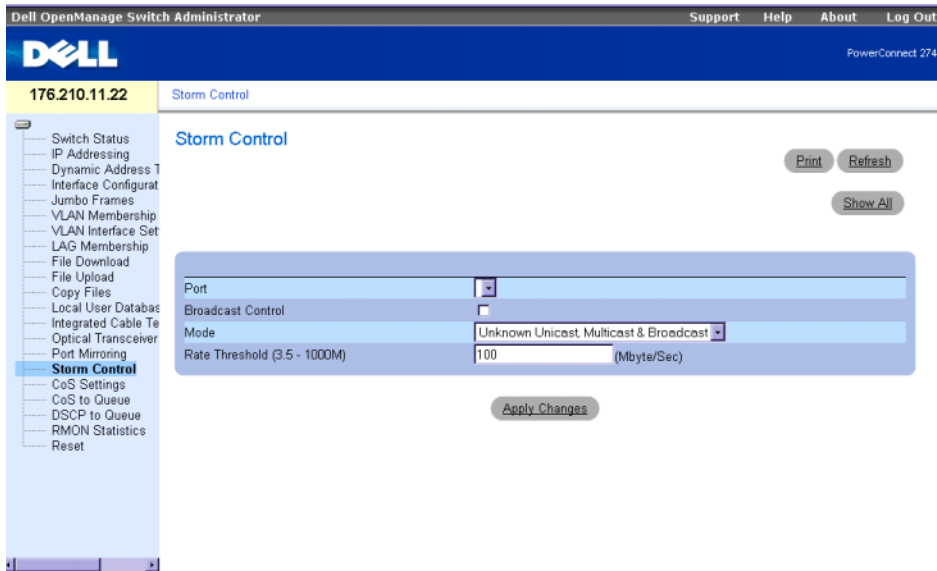 Dell OpenManage Switch Administrator
Support Help About Log Out
DELL
PowerConnect 274
176.210.11.22
Storm Control
Switch Status
IP Addressing
Dynamic Address T
Interface Configurat
Jumbo Frames
VLAN Membership
VLAN Interface Set
LAG Membership
File Download
File Upload
Copy Files
Local User Databas
Integrated Cable Te
Optical Transceiver
Port Mirroring
Storm Control
CoS Settings
CoS to Queue
DSCP to Queue
RMON Statistics
Reset
Storm Control
Print Refresh
Show All
Port
Broadcast Control
Mode Unknown Unicast, Multicast & Broadcast
Rate Threshold (3.5 - 1000M) 100 (Mbyte/Sec)
Apply Changes